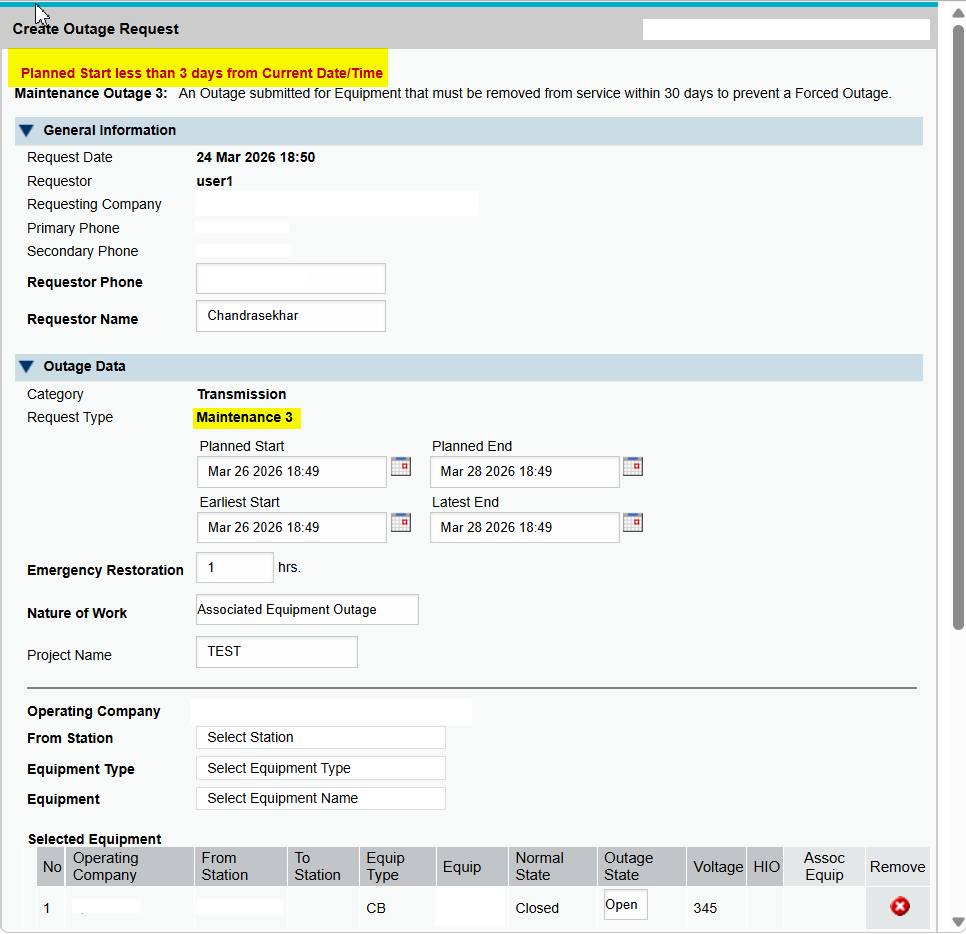 Create Outage Request
Planned Start less than 3 days from Current Date/Time
Maintenance Outage 3: An Outage submitted for Equipment that must be removed from service within 30 days to prevent a Forced Outage.
General Information
Request Date 24 Mar 2026 18:50
Requestor user1
Requesting Company
Primary Phone
Secondary Phone
Requestor Phone
Requestor Name Chandrasekhar
Outage Data
Category Transmission
Request Type Maintenance 3
Planned Start Planned End
Mar 26 2026 18:49 Mar 28 2026 18:49
Earliest Start Latest End
Mar 26 2026 18:49 Mar 28 2026 18:49
Emergency Restoration 1 hrs.
Nature of Work Associated Equipment Outage
Project Name TEST
Operating Company
From Station Select Station
Equipment Type Select Equipment Type
Equipment Select Equipment Name
Selected Equipment
No Operating Company From Station To Station Equip Type Equip Normal State Outage State Voltage HIO Assoc Equip Remove
1 CB Closed Open 345